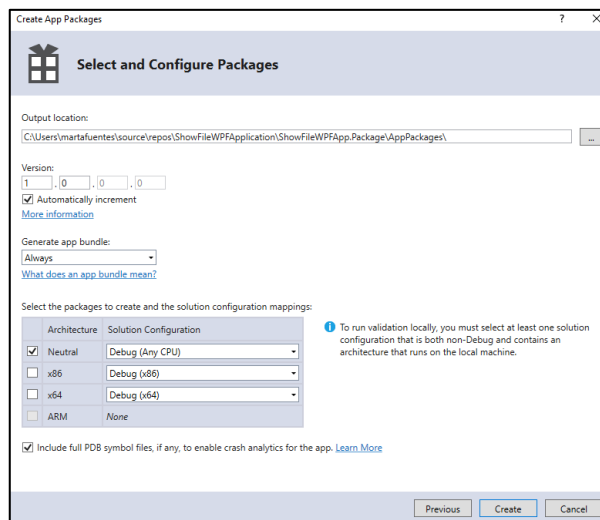 Create App Packages
?
Select and Configure Packages
Output location:
C:\Users\martafuentes\source\repos\ShowFileWPFApplication\ShowFileWPFApp.Package\AppPackages\
...
Version:
1 . 0 . 0 . 0
Automatically increment
More information
Generate app bundle:
Always
What does an app bundle mean?
Select the packages to create and the solution configuration mappings:
Architecture Solution Configuration
Neutral Debug (Any CPU)
x86 Debug (x86)
x64 Debug (x64)
ARM None
To run validation locally, you must select at least one solution
configuration that is both non-Debug and contains an
architecture that runs on the local machine.
Include full PDB symbol files, if any, to enable crash analytics for the app. Learn More
Previous Create Cancel